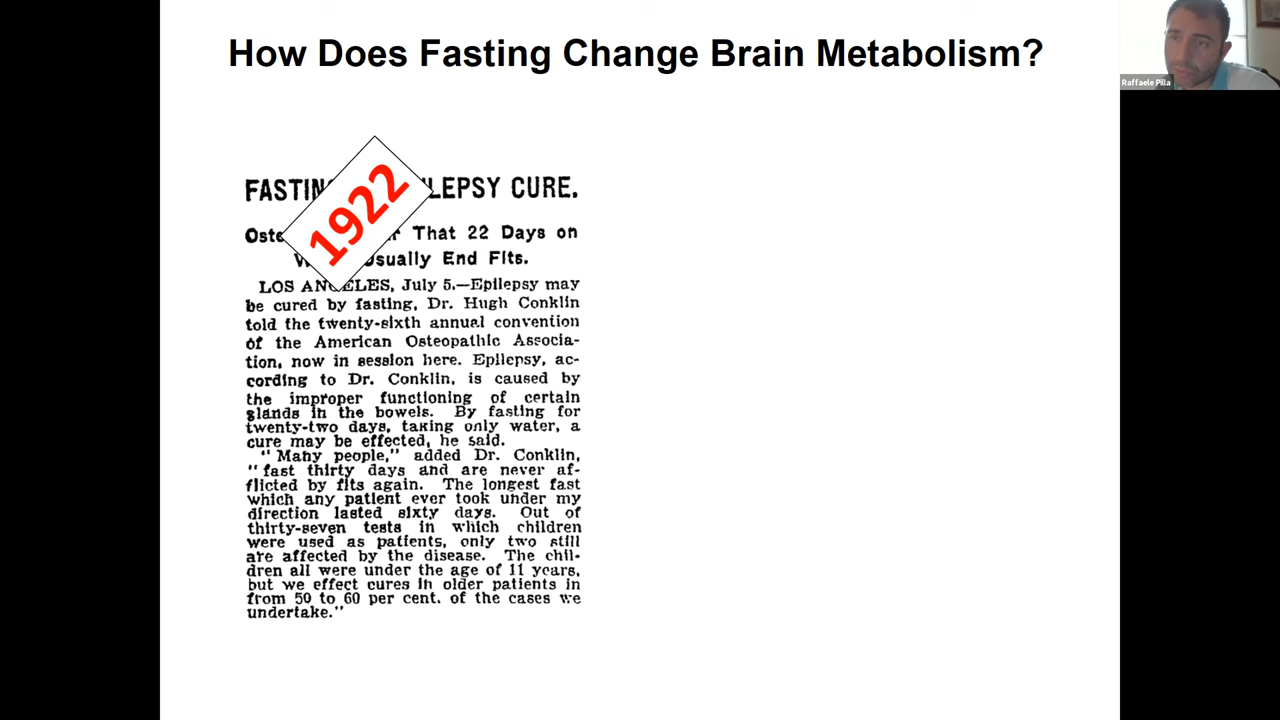 How Does Fasting Change Brain Metabolism?
Raffaele Pilla
1922
FASTIN LEPSY CURE.
Oste That 22 Days on
Usually End Fits.
LOS ANGELES, July 5.—Epilepsy may
be cured by fasting, Dr. Hugh Conklin
told the twenty-sixth annual convention
of the American Osteopathic Associa-
tion, now in session here. Epilepsy, ac-
cording to Dr. Conklin, is caused by
the improper functioning of certain
glands in the bowels. By fasting for
twenty-two days, taking only water, a
cure may be effected, he said.
"Many people," added Dr. Conklin,
"fast thirty days and are never af-
flicted by fits again. The longest fast
which any patient ever took under my
direction lasted sixty days. Out of
thirty-seven tests in which children
were used as patients, only two still
are affected by the disease. The chil-
dren all were under the age of 11 years,
but we effect cures in older patients in
from 50 to 60 per cent. of the cases we
undertake."